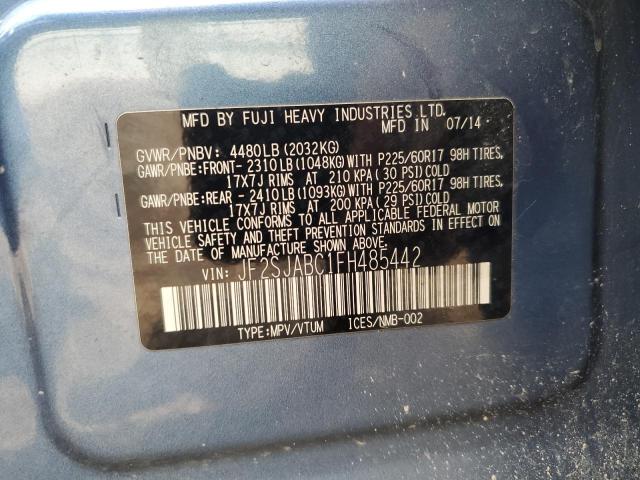 MFD BY FUJI HEAVY INDUSTRIES LTD.
MFD IN 07/14
GVWR/PNBV: 4480LB (2032KG)
GAWR/PNBE:FRONT- 2310LB (1048KG) WITH P225/60R17 98H TIRES,
17X7J RIMS AT 210 KPA (30 PSI) COLD
GAWR/PNBE:REAR - 2410LB (1093KG) WITH P225/60R17 98H TIRES,
17X7J RIMS AT 200 KPA (29 PSI) COLD
THIS VEHICLE CONFORMS TO ALL APPLICABLE FEDERAL MOTOR
VEHICLE SAFETY AND THEFT PREVENTION STANDARDS IN EFFECT ON
THE DATE OF MANUFACTURE SHOWN ABOVE.
VIN: JF2SJABC1FH485442
TYPE:MPV/VTUM ICES/NMB-002